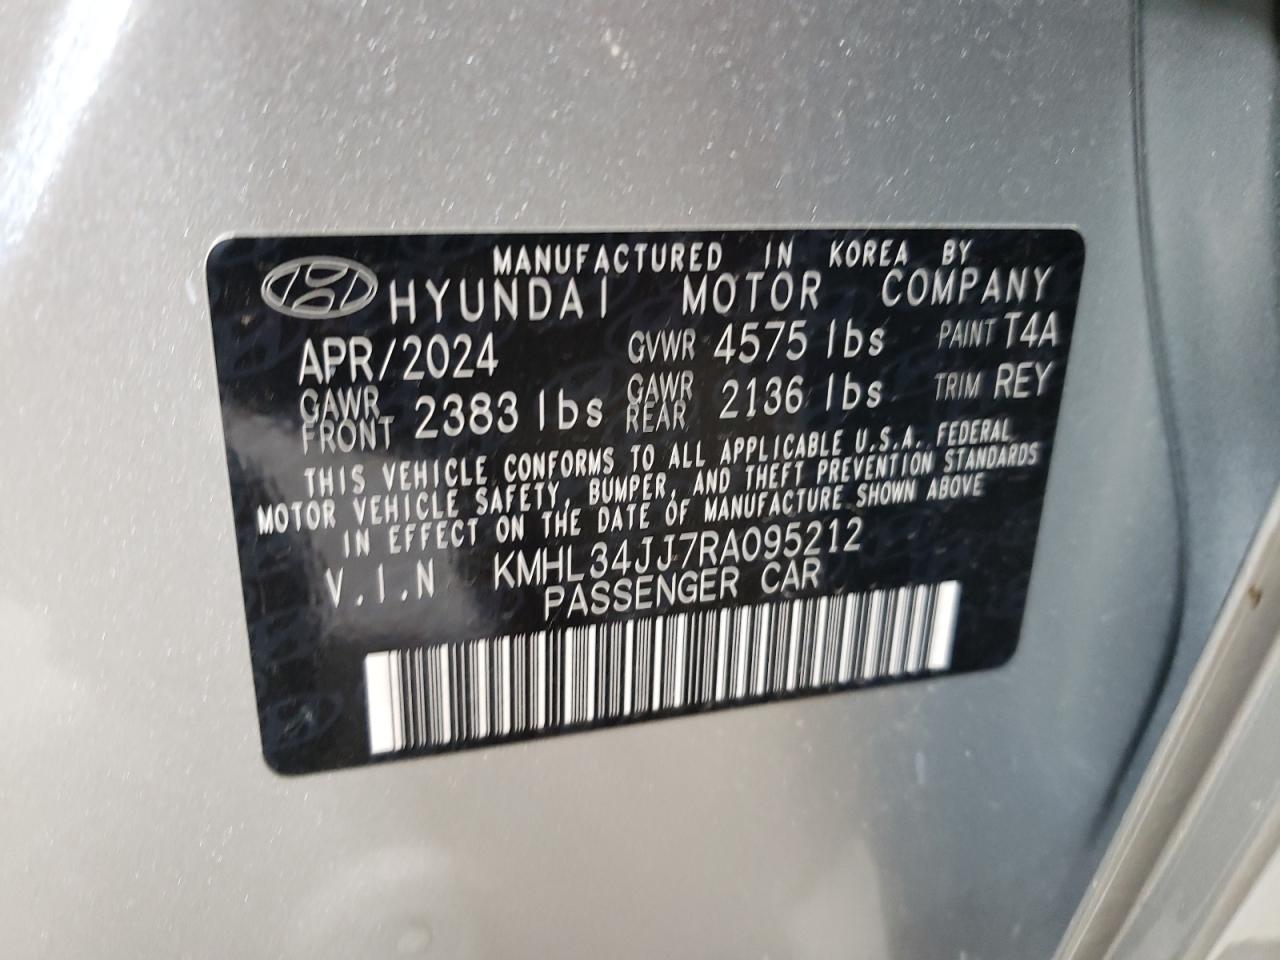 MANUFACTURED IN KOREA BY
HYUNDAI MOTOR COMPANY
APR/2024 GVWR 4575 lbs PAINT T4A
GAWR FRONT 2383 lbs GAWR REAR 2136 lbs TRIM REY
THIS VEHICLE CONFORMS TO ALL APPLICABLE U.S.A. FEDERAL
MOTOR VEHICLE SAFETY, BUMPER, AND THEFT PREVENTION STANDARDS
IN EFFECT ON THE DATE OF MANUFACTURE SHOWN ABOVE
V.I.N KMHL34JJ7RA095212
PASSENGER CAR